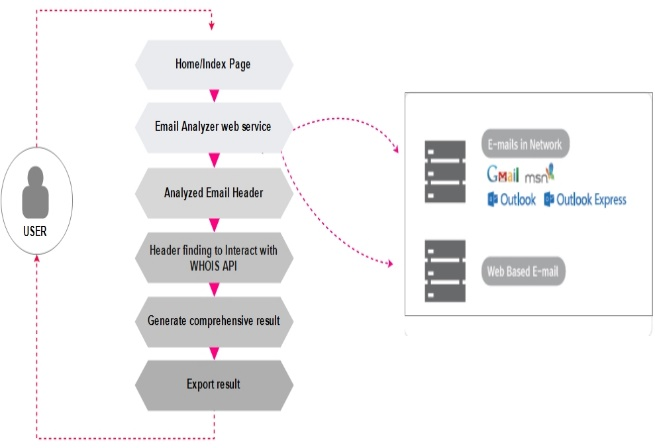 Home/Index Page
Email Analyzer web service
Analyzed Email Header
Header finding to Interact with
WHOIS API
Generate comprehensive result
Export result
USER
E-mails in Network
GMail msn
Outlook Outlook Express
Web Based E-mail